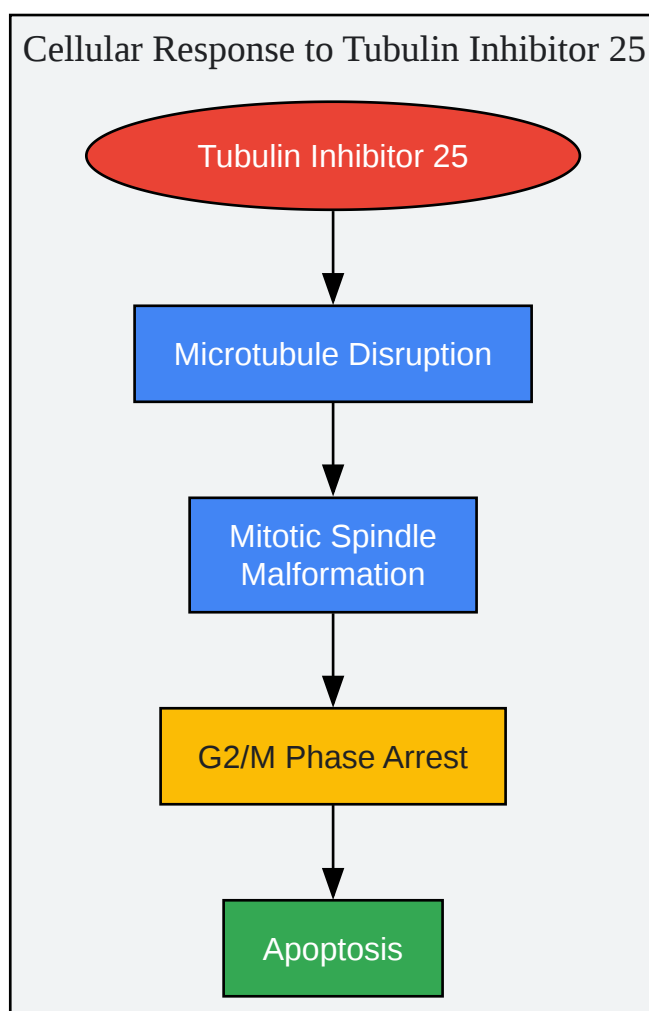 Cellular Response to Tubulin Inhibitor 25
Tubulin Inhibitor 25
Microtubule Disruption
Mitotic Spindle
Malformation
G2/M Phase Arrest
Apoptosis